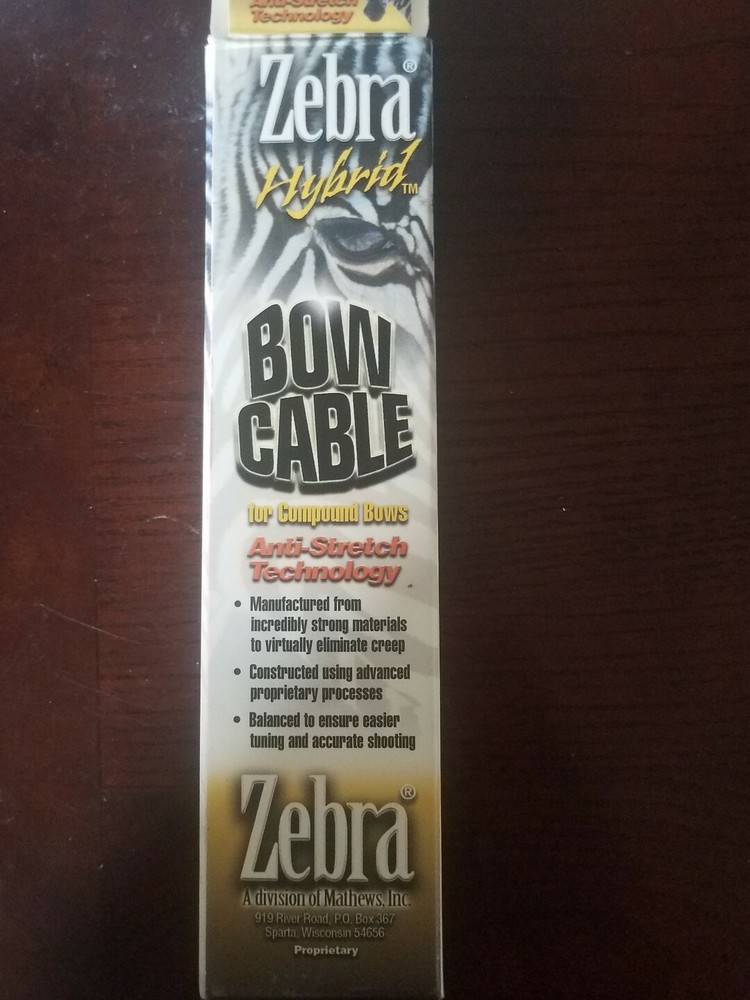 Anti-Stretch
Technology
Zebra®
Hybrid™
BOW
CABLE
for Compound Bows
Anti-Stretch
Technology
• Manufactured from
incredibly strong materials
to virtually eliminate creep
• Constructed using advanced
proprietary processes
• Balanced to ensure easier
tuning and accurate shooting
Zebra®
A division of Mathews, Inc.
919 River Road, P.O. Box 367
Sparta, Wisconsin 54656
Proprietary